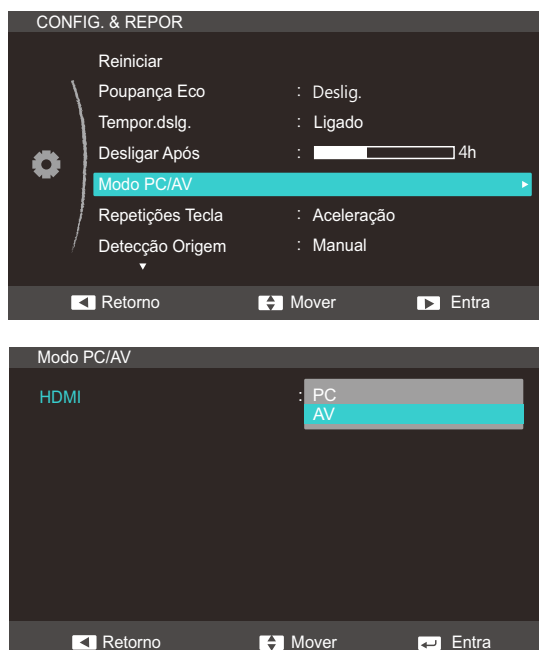 CONFIG. & REPOR
Reiniciar
Poupança Eco : Deslig.
Tempor.dslg. : Ligado
Desligar Após : 4h
Modo PC/AV
Repetições Tecla : Aceleração
Detecção Origem : Manual
Retorno Mover Entra
Modo PC/AV
HDMI : PC
AV
Retorno Mover Entra